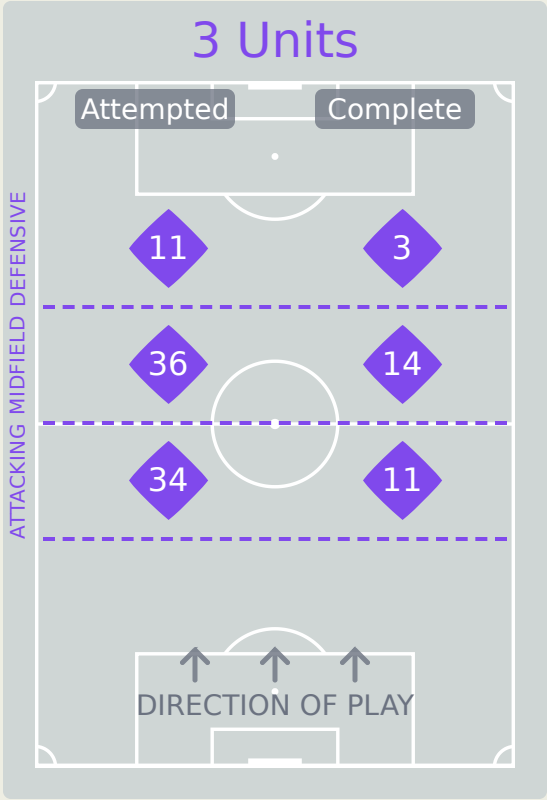 3 Units
Attempted
Complete
ATTACKING MIDFIELD DEFENSIVE
11
3
36
14
34
11
DIRECTION OF PLAY